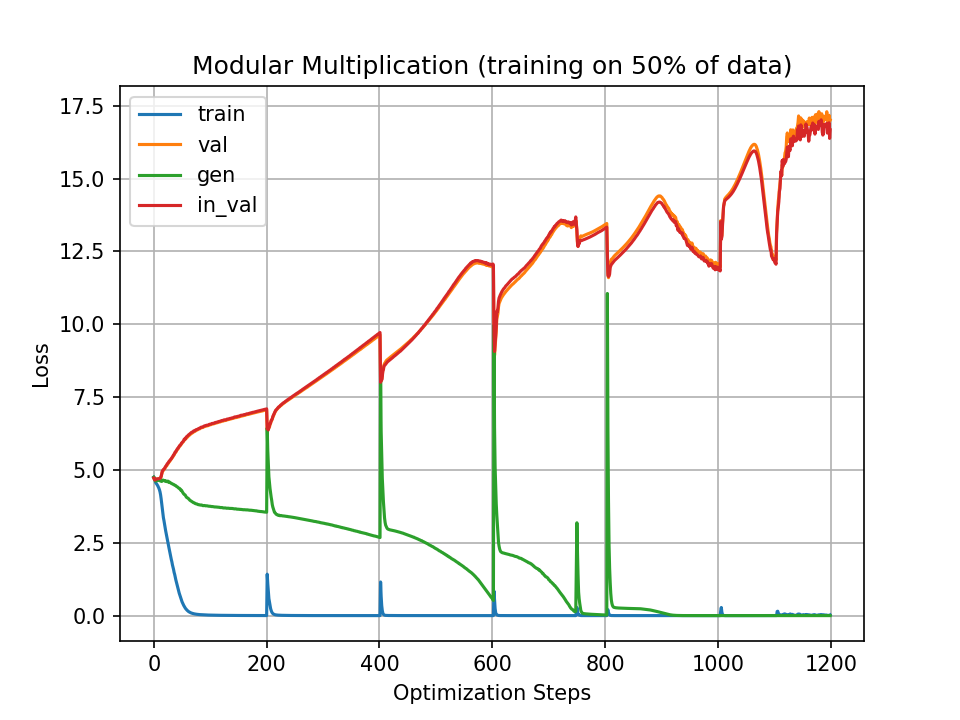 Modular Multiplication (training on 50% of data)
train
val
gen
in_val
17.5
15.0
12.5
10.0
7.5
5.0
2.5
0.0
Loss
0 200 400 600 800 1000 1200
Optimization Steps